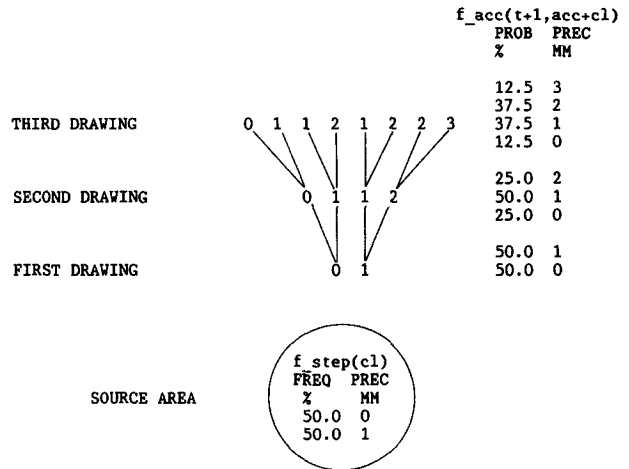 f_acc(t+1,acc+cl)
PROB PREC
% MM
12.5 3
37.5 2
THIRD DRAWING 0 1 1 2 1 2 2 3 37.5 1
12.5 0
25.0 2
SECOND DRAWING 0 1 1 2 50.0 1
25.0 0
50.0 1
FIRST DRAWING 0 1 50.0 0
f_step(cl)
FREQ PREC
% MM
SOURCE AREA
50.0 0
50.0 1